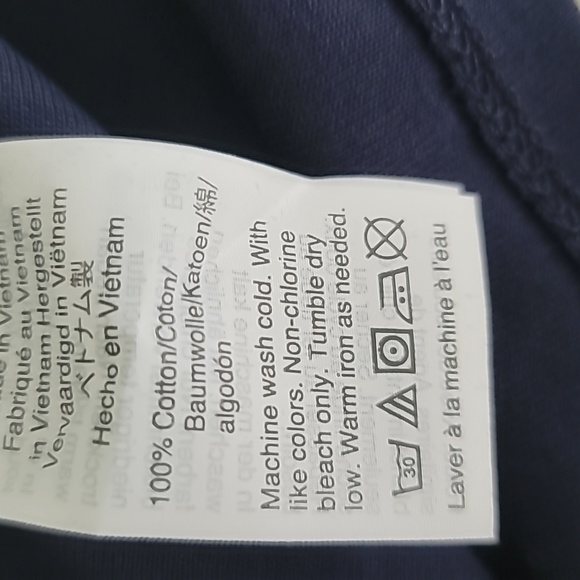 in Vietnam
Fabriqué au Vietnam
in Vietnam Hergestellt
Vervaardigd in Viëtnam
ベトナム製
Hecho en Vietnam
100% Cotton/Coton/
Baumwolle/Katoen/綿/
algodón
Machine wash cold. With
like colors. Non-chlorine
bleach only. Tumble dry
low. Warm iron as needed.
30
Laver à la machine à l'eau